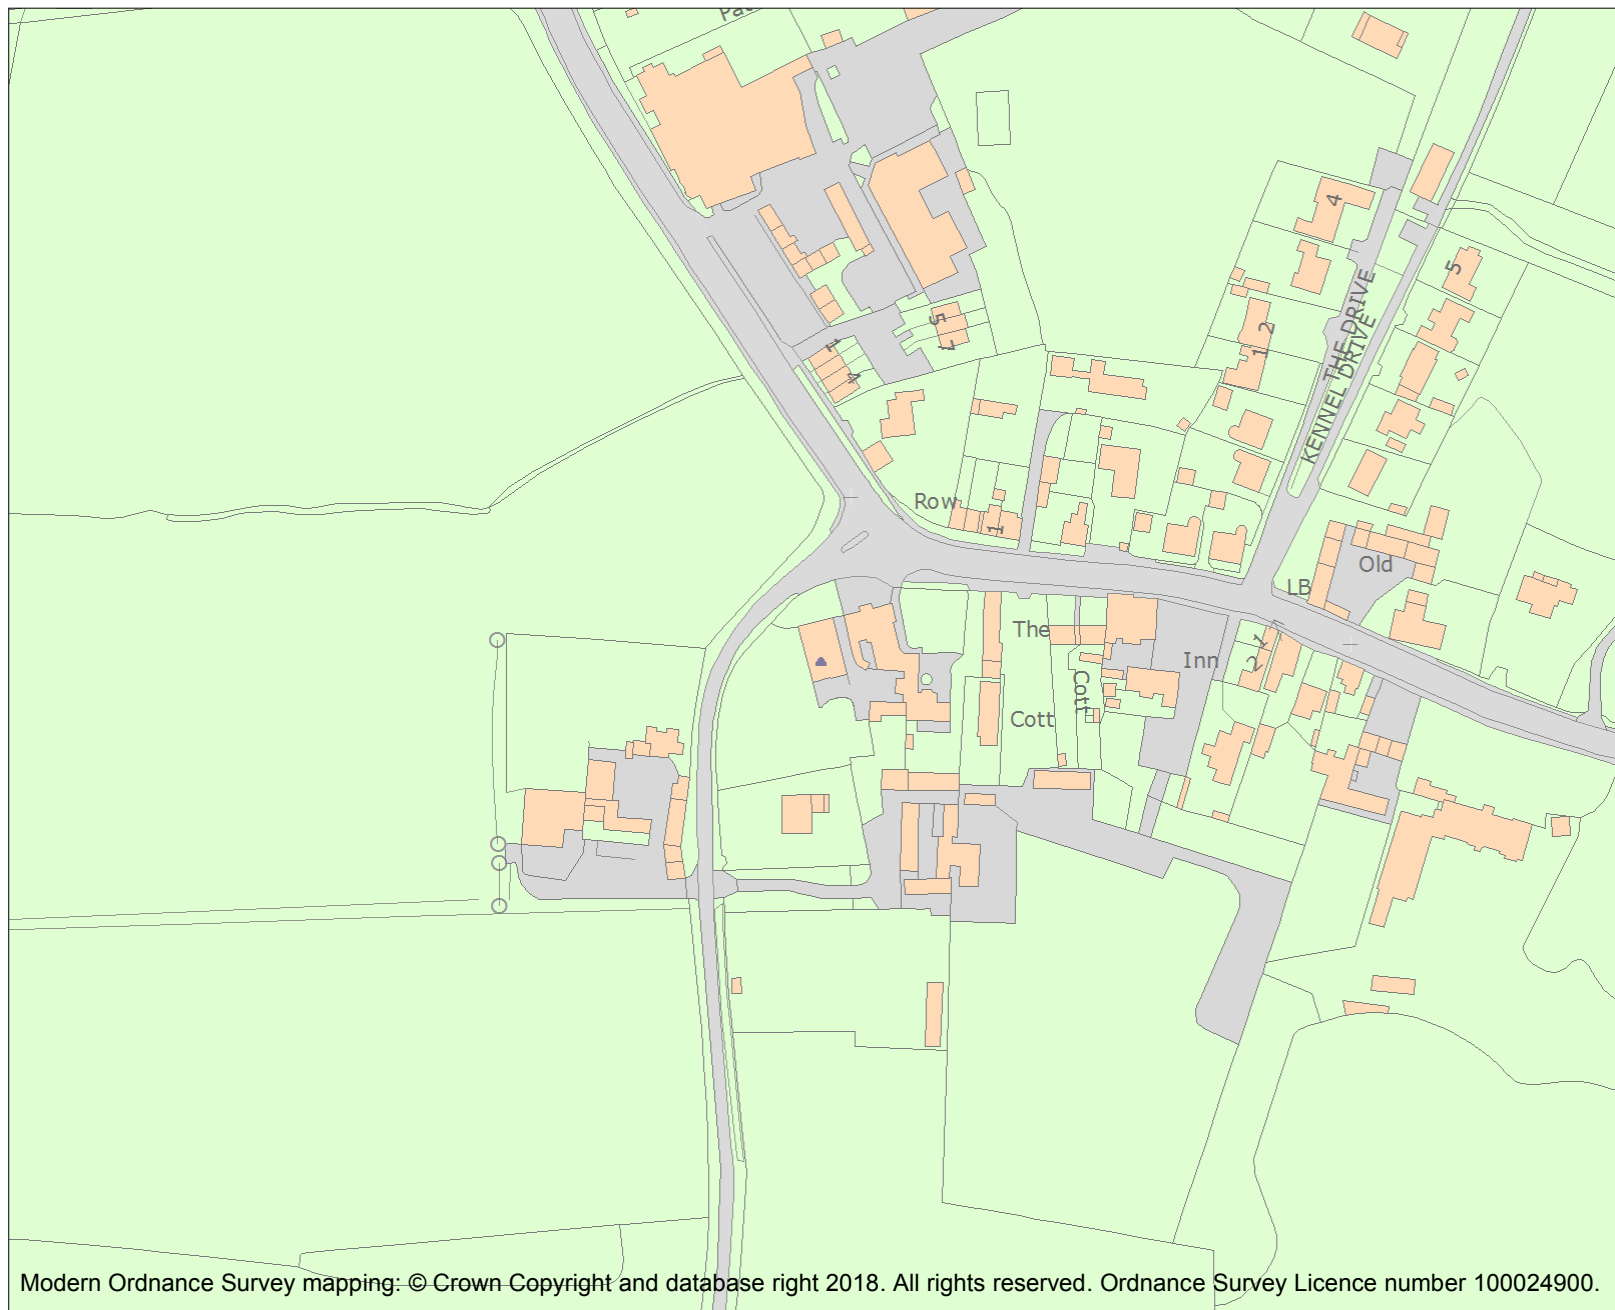 4
5
THE DRIVE
KENNEL DRIVE
2
1
5
7
1
4
Row
1
LB
Old
The
Inn
1
2
Cott
Cott
Modern Ordnance Survey mapping: © Crown Copyright and database right 2018. All rights reserved. Ordnance Survey Licence number 100024900.